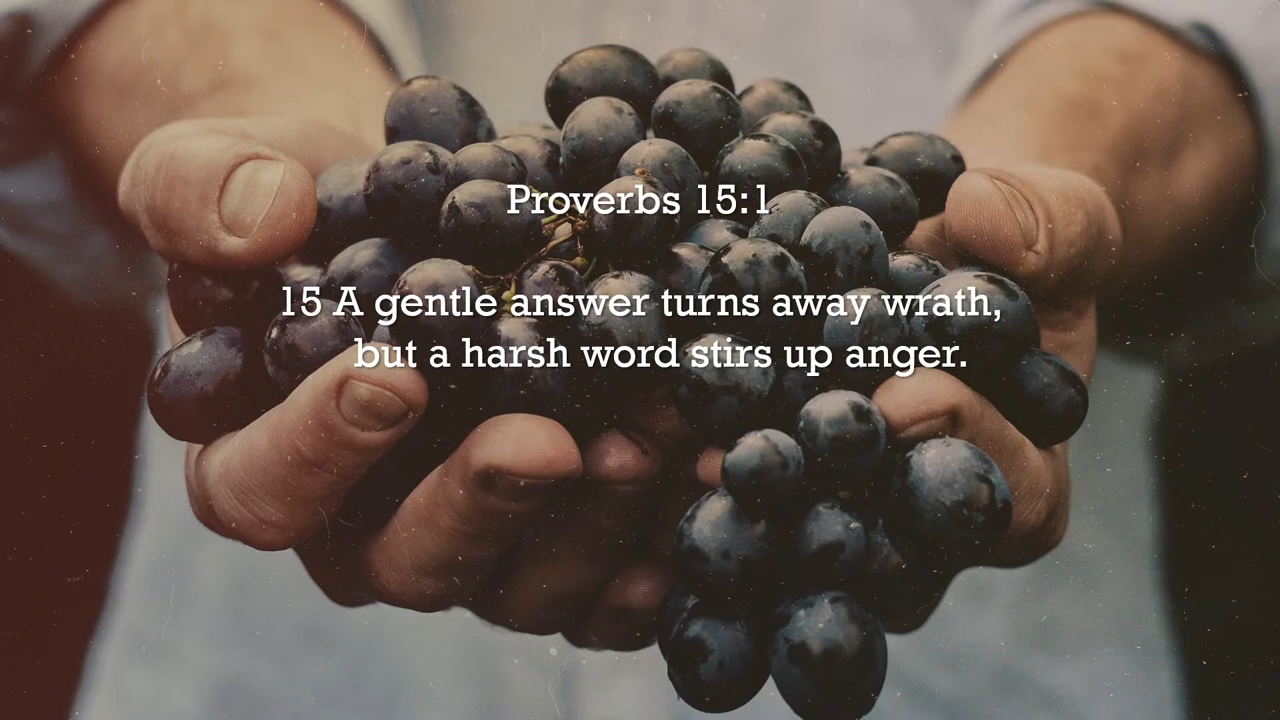 Proverbs 15:1
15 A gentle answer turns away wrath,
but a harsh word stirs up anger.